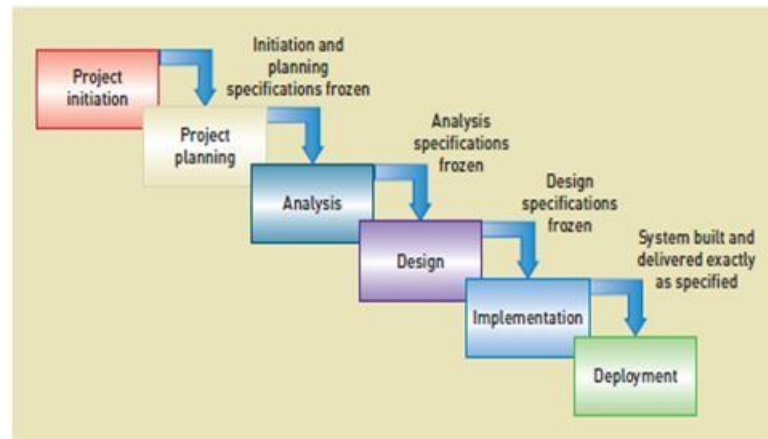 Project
initiation
Initiation and
planning
specifications frozen
Project
planning
Analysis
specifications
frozen
Analysis
Design
specifications
frozen
Design
System built and
delivered exactly
as specified
Implementation
Deployment